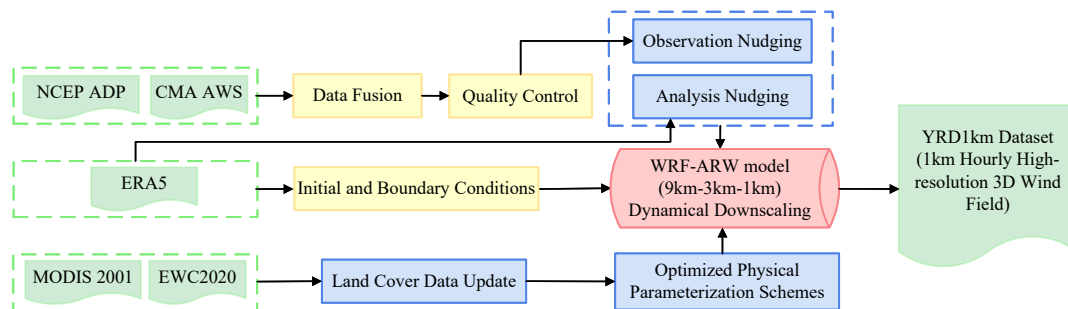 Observation Nudging
NCEP ADP
CMA AWS
Data Fusion
Quality Control
Analysis Nudging
ERA5
Initial and Boundary Conditions
WRF-ARW model
(9km-3km-1km)
Dynamical Downscaling
YRD1km Dataset
(1km Hourly High-
resolution 3D Wind
Field)
MODIS 2001
EWC2020
Land Cover Data Update
Optimized Physical
Parameterization Schemes